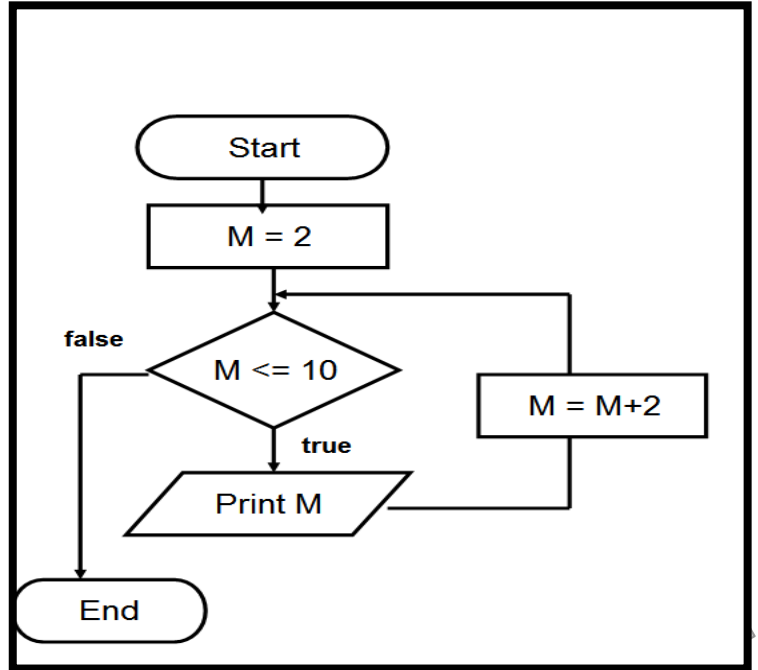 Start
M = 2
false
M <= 10
M = M+2
true
Print M
End